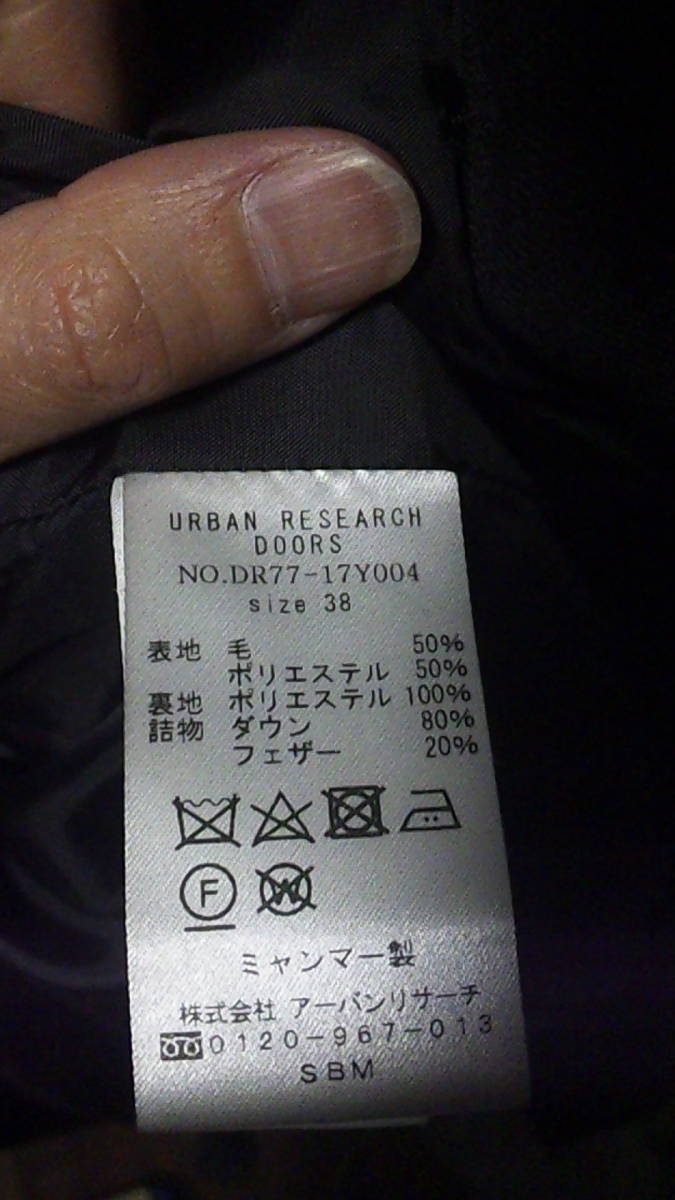 URBAN RESEARCH
DOORS
NO.DR77-17Y004
size 38
表地 毛 50%
ポリエステル 50%
裏地 ポリエステル 100%
詰物 ダウン 80%
フェザー 20%
F W
ミャンマー製
株式会社 アーバンリサーチ
0120-967-013
SBM